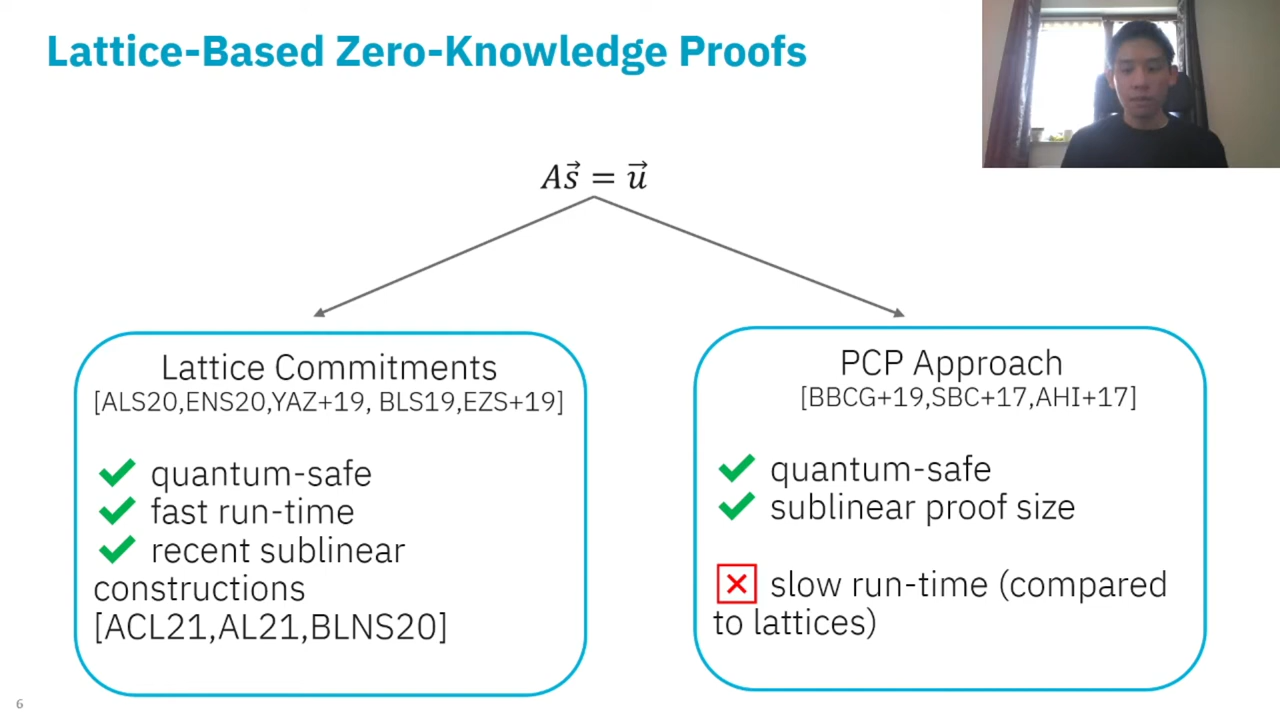 Lattice-Based Zero-Knowledge Proofs
A\vec{s} = \vec{u}
Lattice Commitments
[ALS20,ENS20,YAZ+19, BLS19,EZS+19]
✔ quantum-safe
✔ fast run-time
✔ recent sublinear
constructions
[ACL21,AL21,BLNS20]
PCP Approach
[BBCG+19,SBC+17,AHI+17]
✔ quantum-safe
✔ sublinear proof size
☒ slow run-time (compared
to lattices)
6